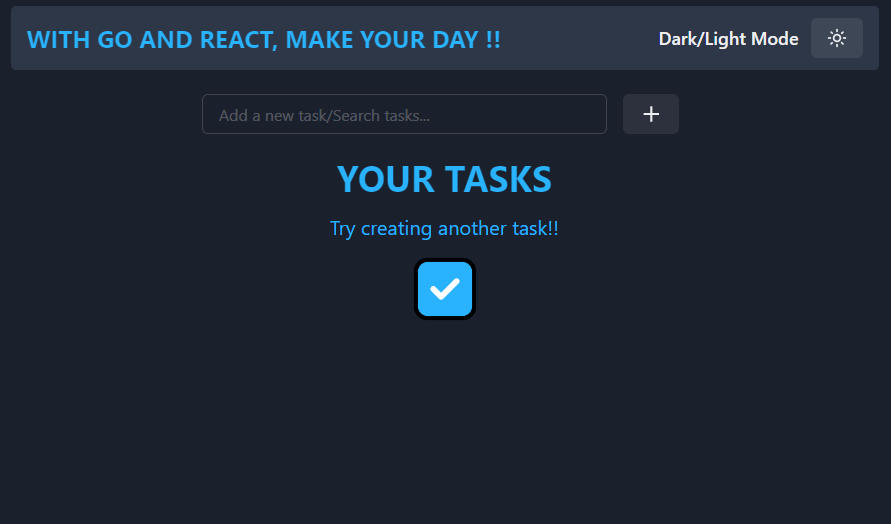 WITH GO AND REACT, MAKE YOUR DAY !!
Dark/Light Mode
Add a new task/Search tasks...
YOUR TASKS
Try creating another task!!